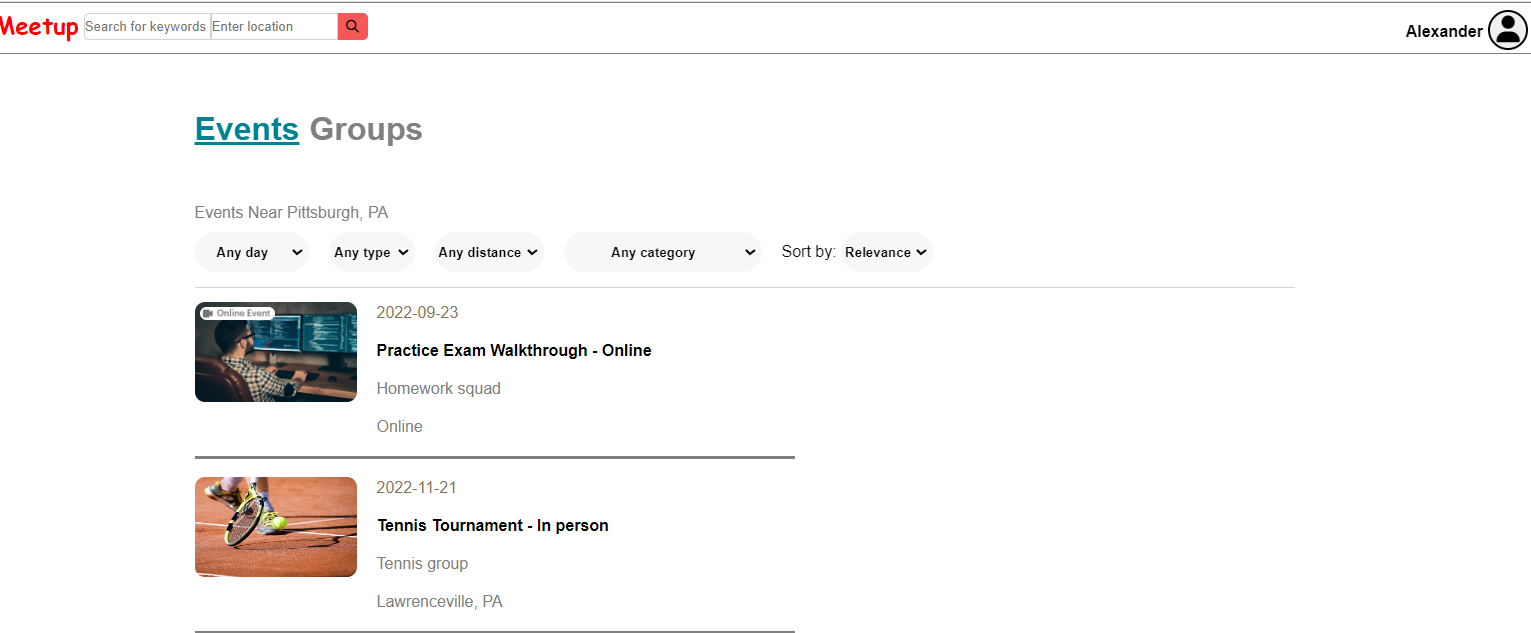 Meetup Search for keywords Enter location Alexander
Events Groups
Events Near Pittsburgh, PA
Any day Any type Any distance Any category Sort by: Relevance
Online Event
2022-09-23
Practice Exam Walkthrough - Online
Homework squad
Online
2022-11-21
Tennis Tournament - In person
Tennis group
Lawrenceville, PA